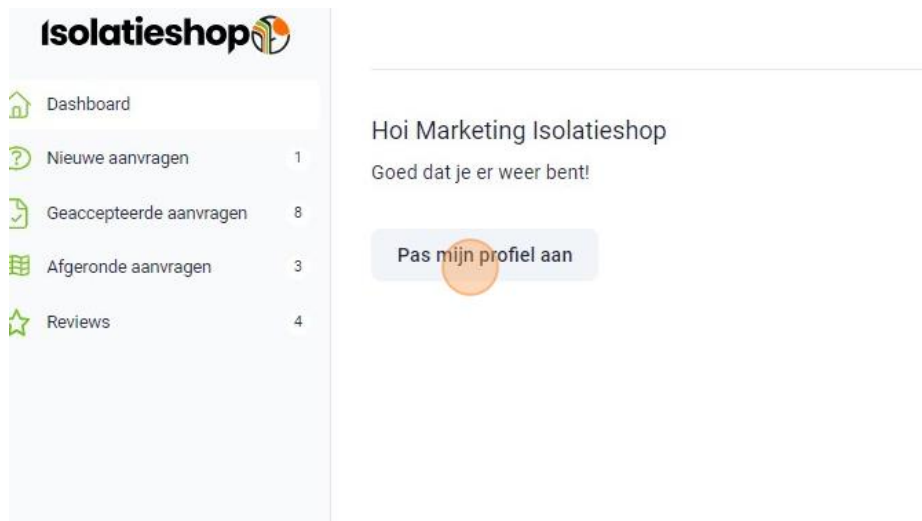 Isolatieshop
Dashboard
Nieuwe aanvragen 1
Geaccepteerde aanvragen 8
Afgeronde aanvragen 3
Reviews 4
Hoi Marketing Isolatieshop
Goed dat je er weer bent!
Pas mijn profiel aan